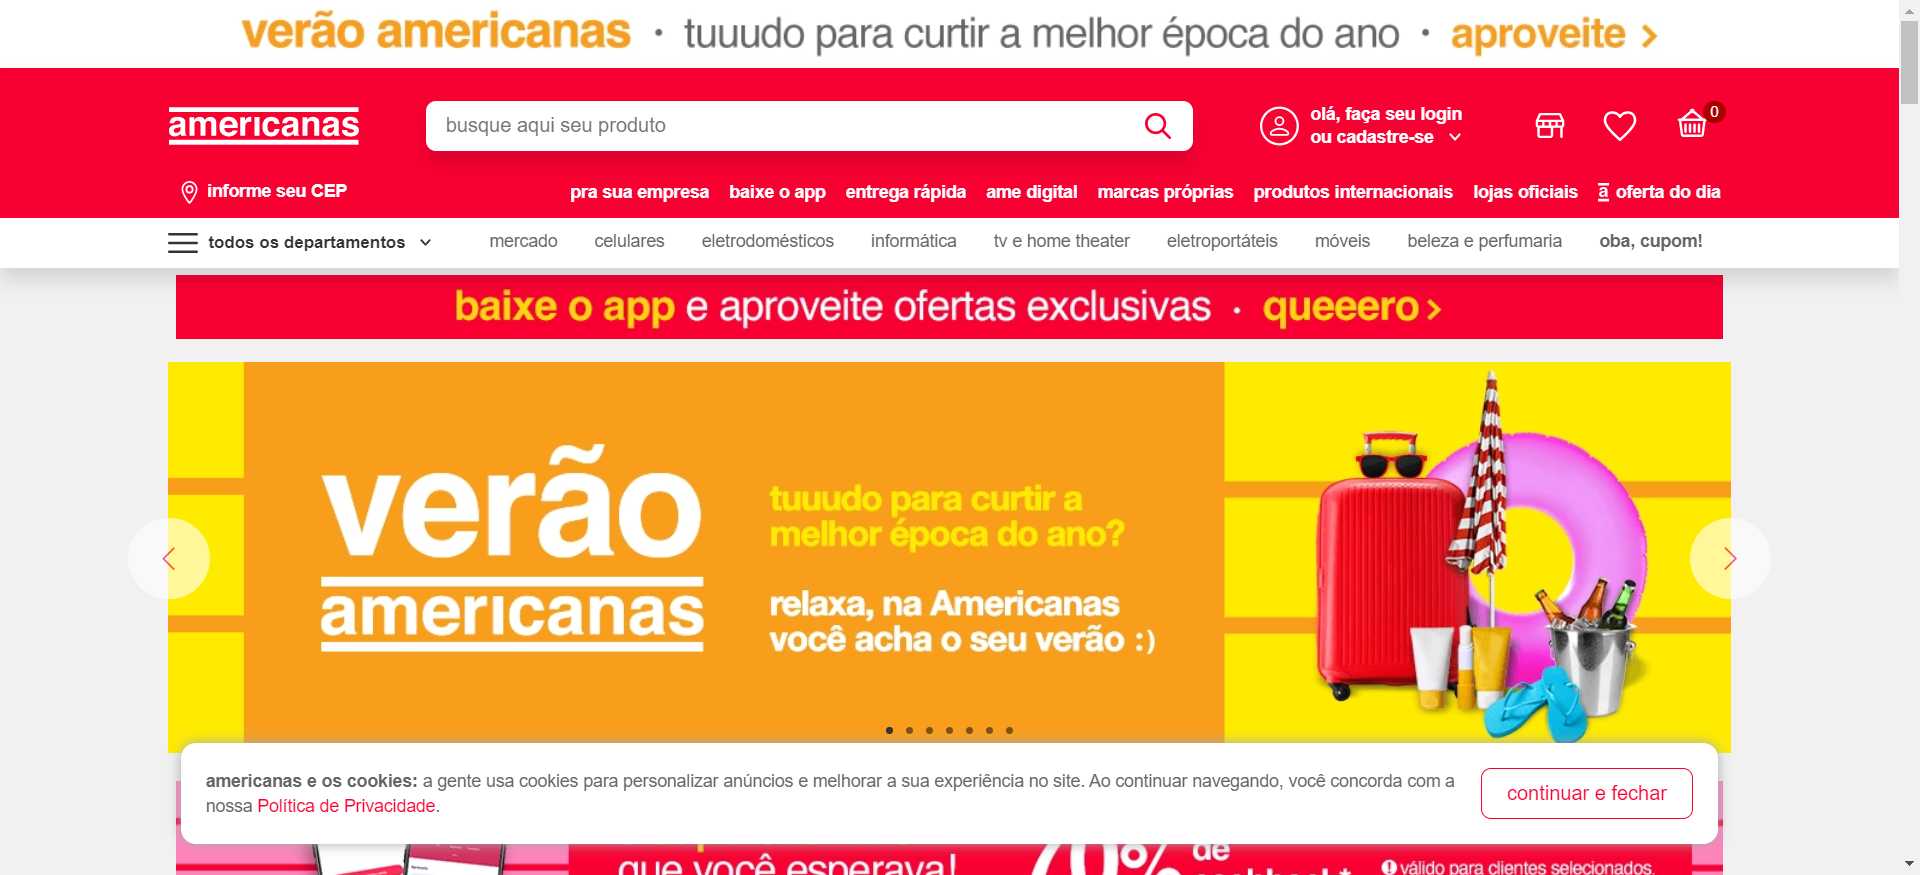 verão americanas · tuuudo para curtir a melhor época do ano · aproveite >
americanas
busque aqui seu produto
olá, faça seu login
ou cadastre-se
0
informe seu CEP
pra sua empresa baixe o app entrega rápida ame digital marcas próprias produtos internacionais lojas oficiais a oferta do dia
todos os departamentos mercado celulares eletrodomésticos informática tv e home theater eletroportáteis móveis beleza e perfumaria oba, cupom!
baixe o app e aproveite ofertas exclusivas · queeero >
verão
americanas
tuuudo para curtir a
melhor época do ano?
relaxa, na Americanas
você acha o seu verão :)
americanas e os cookies: a gente usa cookies para personalizar anúncios e melhorar a sua experiência no site. Ao continuar navegando, você concorda com a
nossa Política de Privacidade.
continuar e fechar
que você esperava!
70% de
cashback*
válido para clientes selecionados.